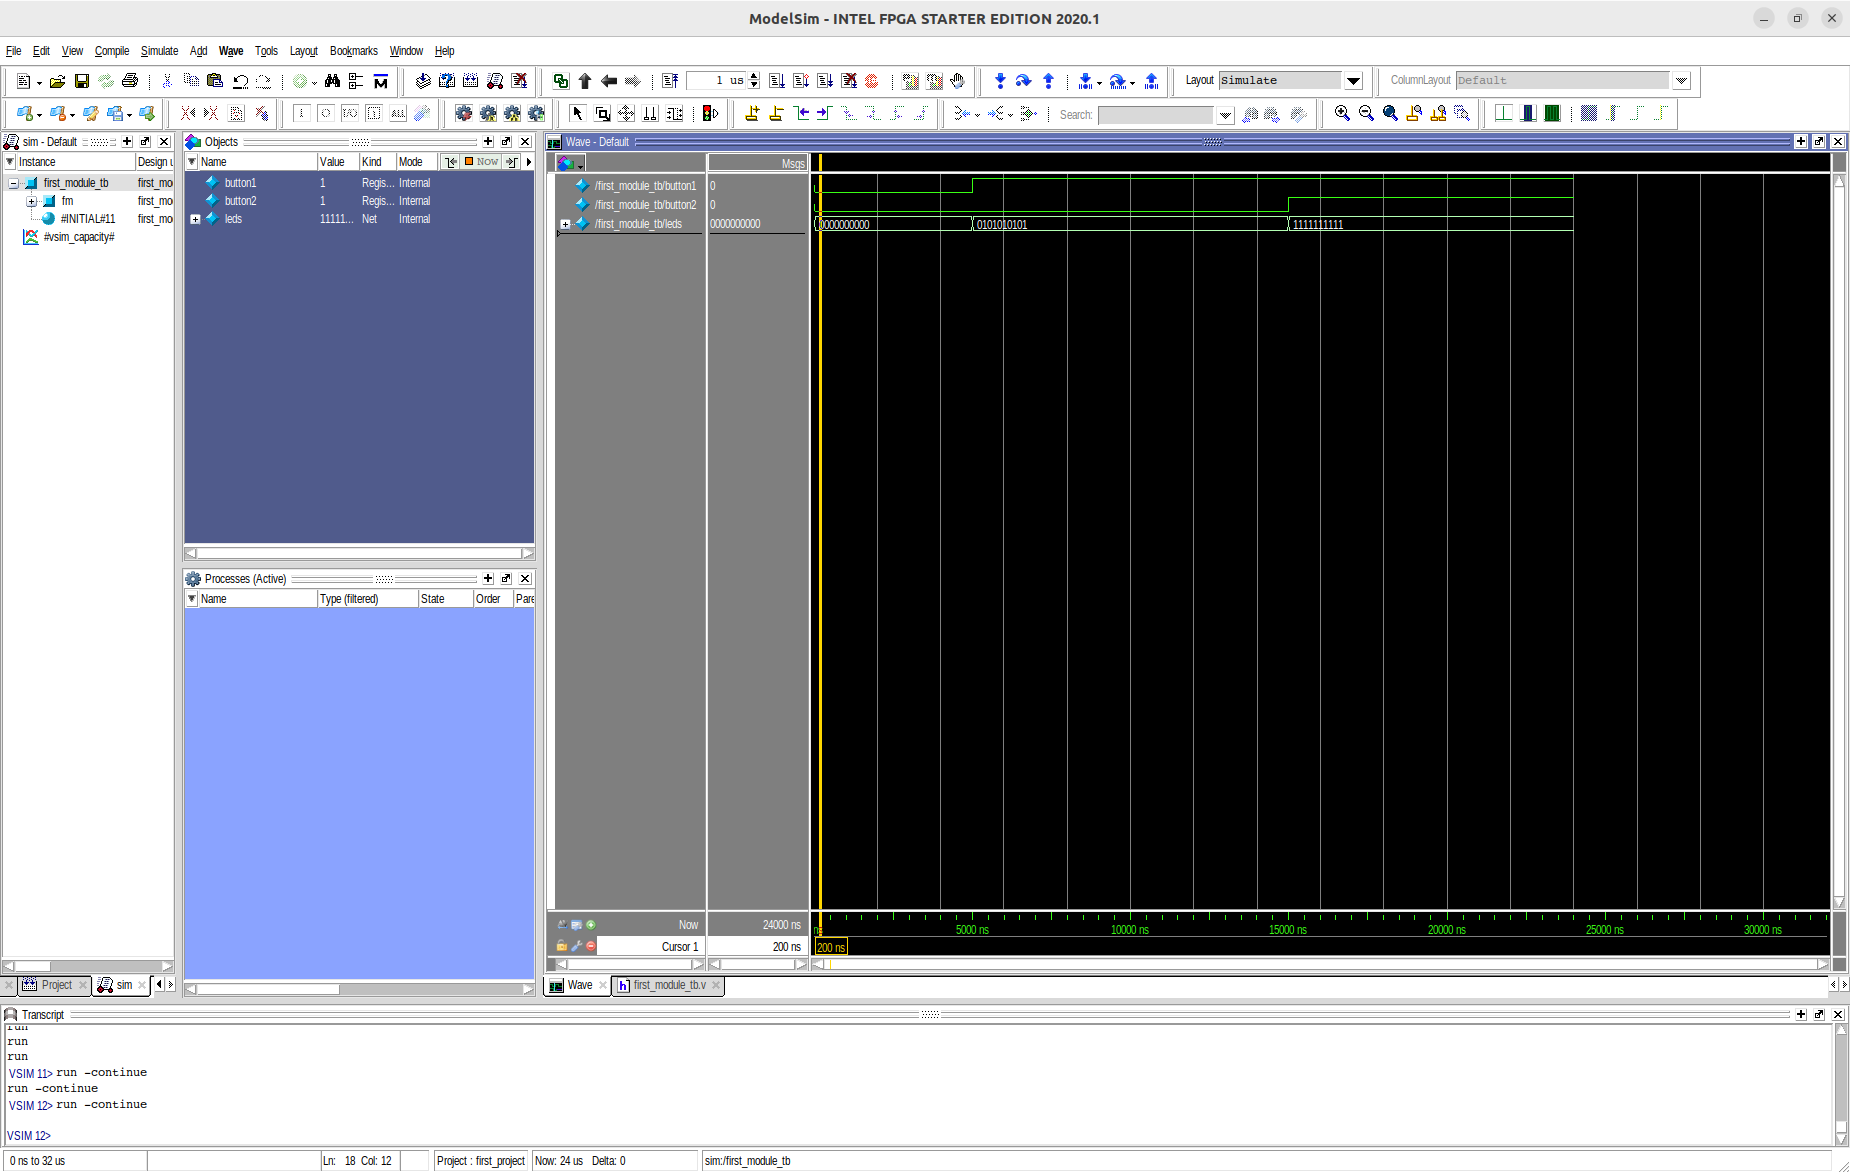 ModelSim - INTEL FPGA STARTER EDITION 2020.1
File Edit View Compile Simulate Add Wave Tools Layout Bookmarks Window Help
1 us
Layout Simulate
ColumnLayout Default
Search:
sim - Default
Instance Design u
first_module_tb first_mo
fm first_mo
#INITIAL#11 first_mo
#vsim_capacity#
Objects
Name Value Kind Mode Now
button1 1 Regis... Internal
button2 1 Regis... Internal
leds 11111... Net Internal
Processes (Active)
Name Type (filtered) State Order Pare
Wave - Default
Msgs
/first_module_tb/button1 0
/first_module_tb/button2 0
/first_module_tb/leds 0000000000 0000000000 0101010101 1111111111
Now 24000 ns
5000 ns 10000 ns 15000 ns 20000 ns 25000 ns 30000 ns
Cursor 1 200 ns 200 ns
Project sim
Wave first_module_tb.v
Transcript
run
run
run
VSIM 11> run -continue
run -continue
VSIM 12> run -continue
VSIM 12>
0 ns to 32 us Ln: 18 Col: 12 Project : first_project Now: 24 us Delta: 0 sim:/first_module_tb